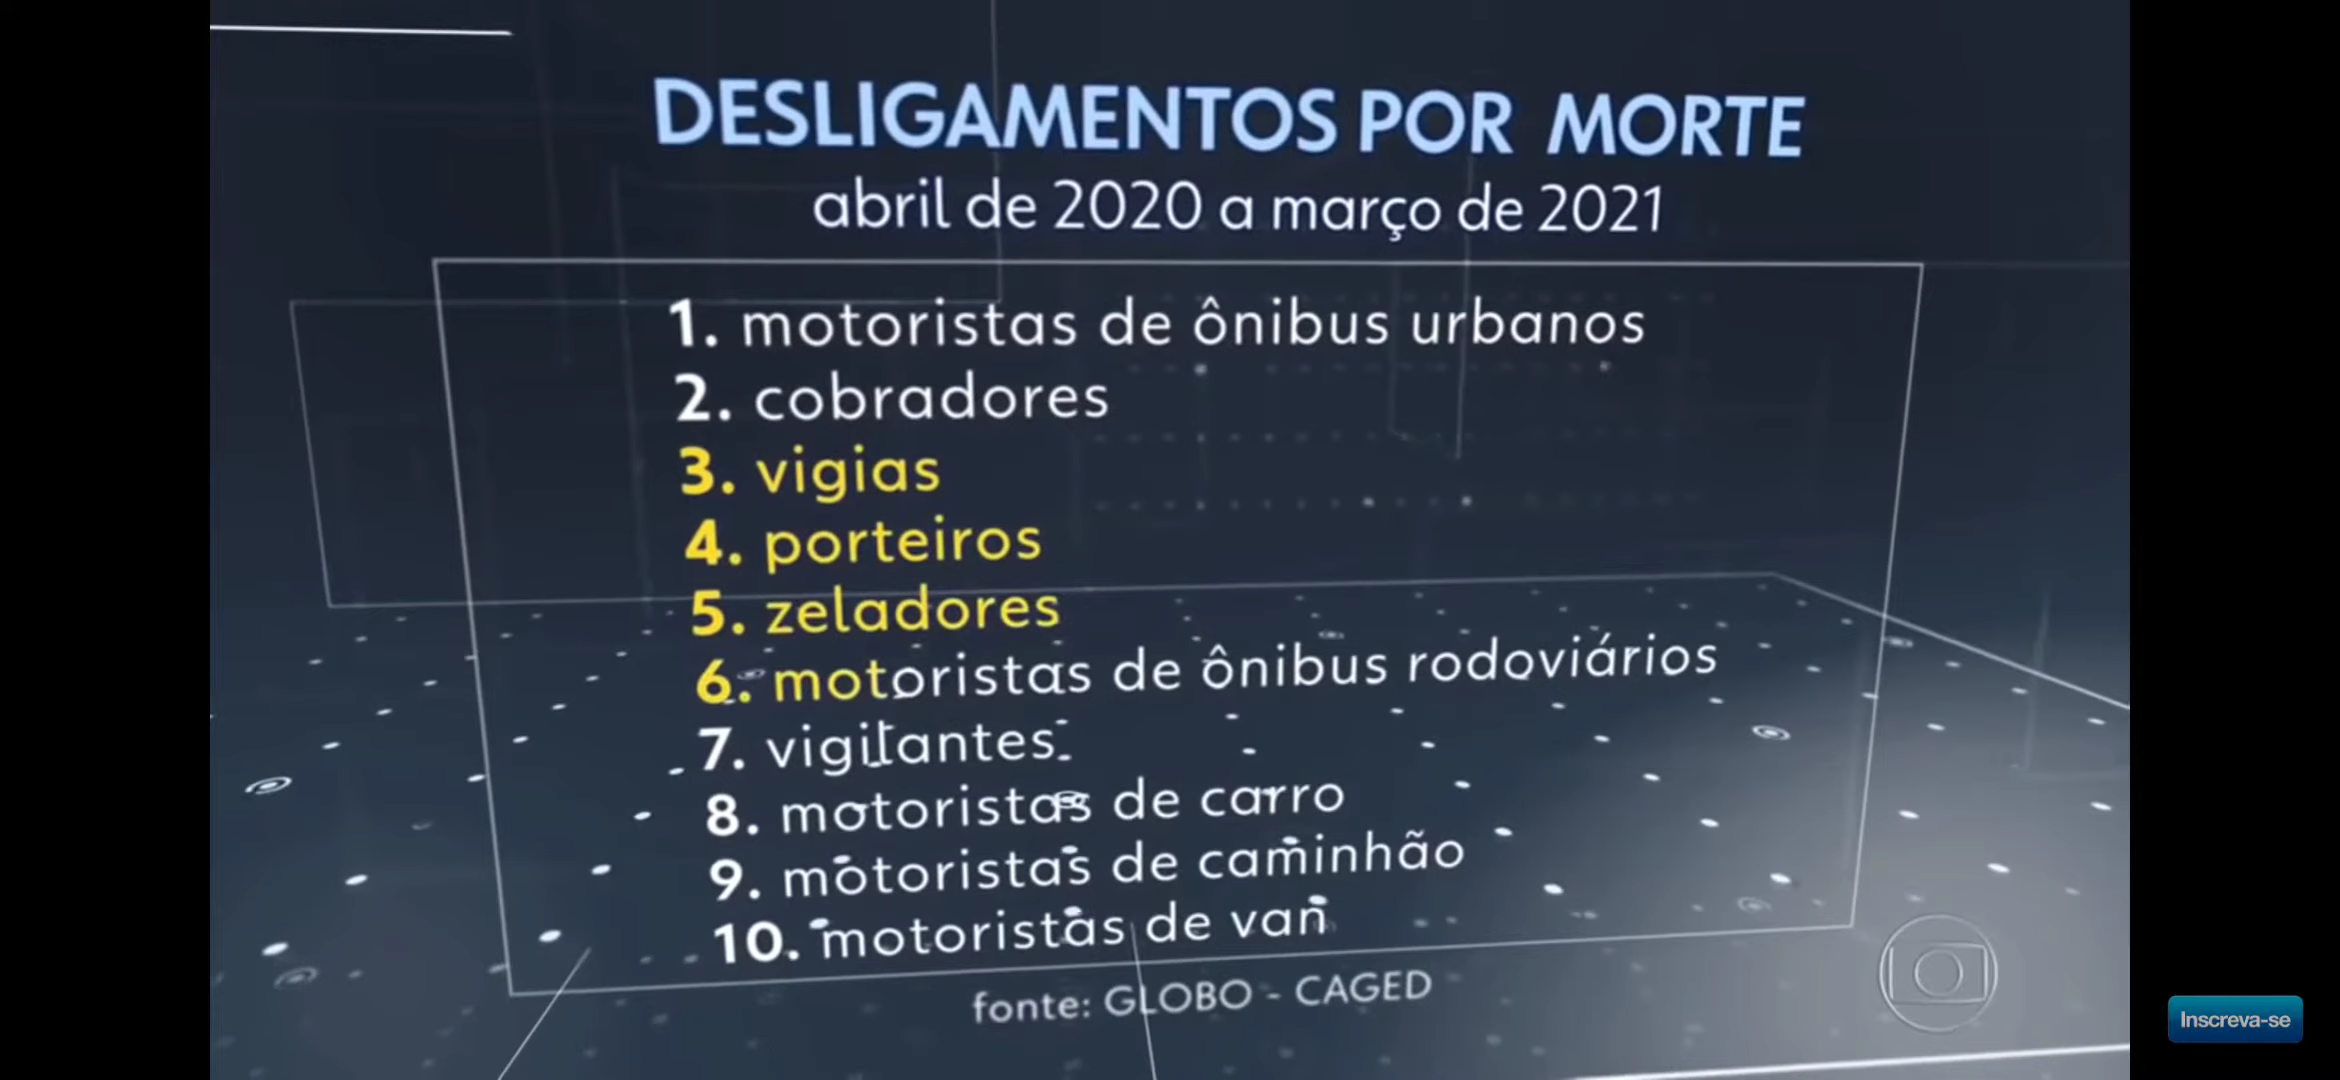 DESLIGAMENTOS POR MORTE
abril de 2020 a março de 2021
1. motoristas de ônibus urbanos
2. cobradores
3. vigias
4. porteiros
5. zeladores
6. motoristas de ônibus rodoviários
7. vigilantes
8. motoristas de carro
9. motoristas de caminhão
10. motoristas de van
fonte: GLOBO - CAGED
Inscreva-se